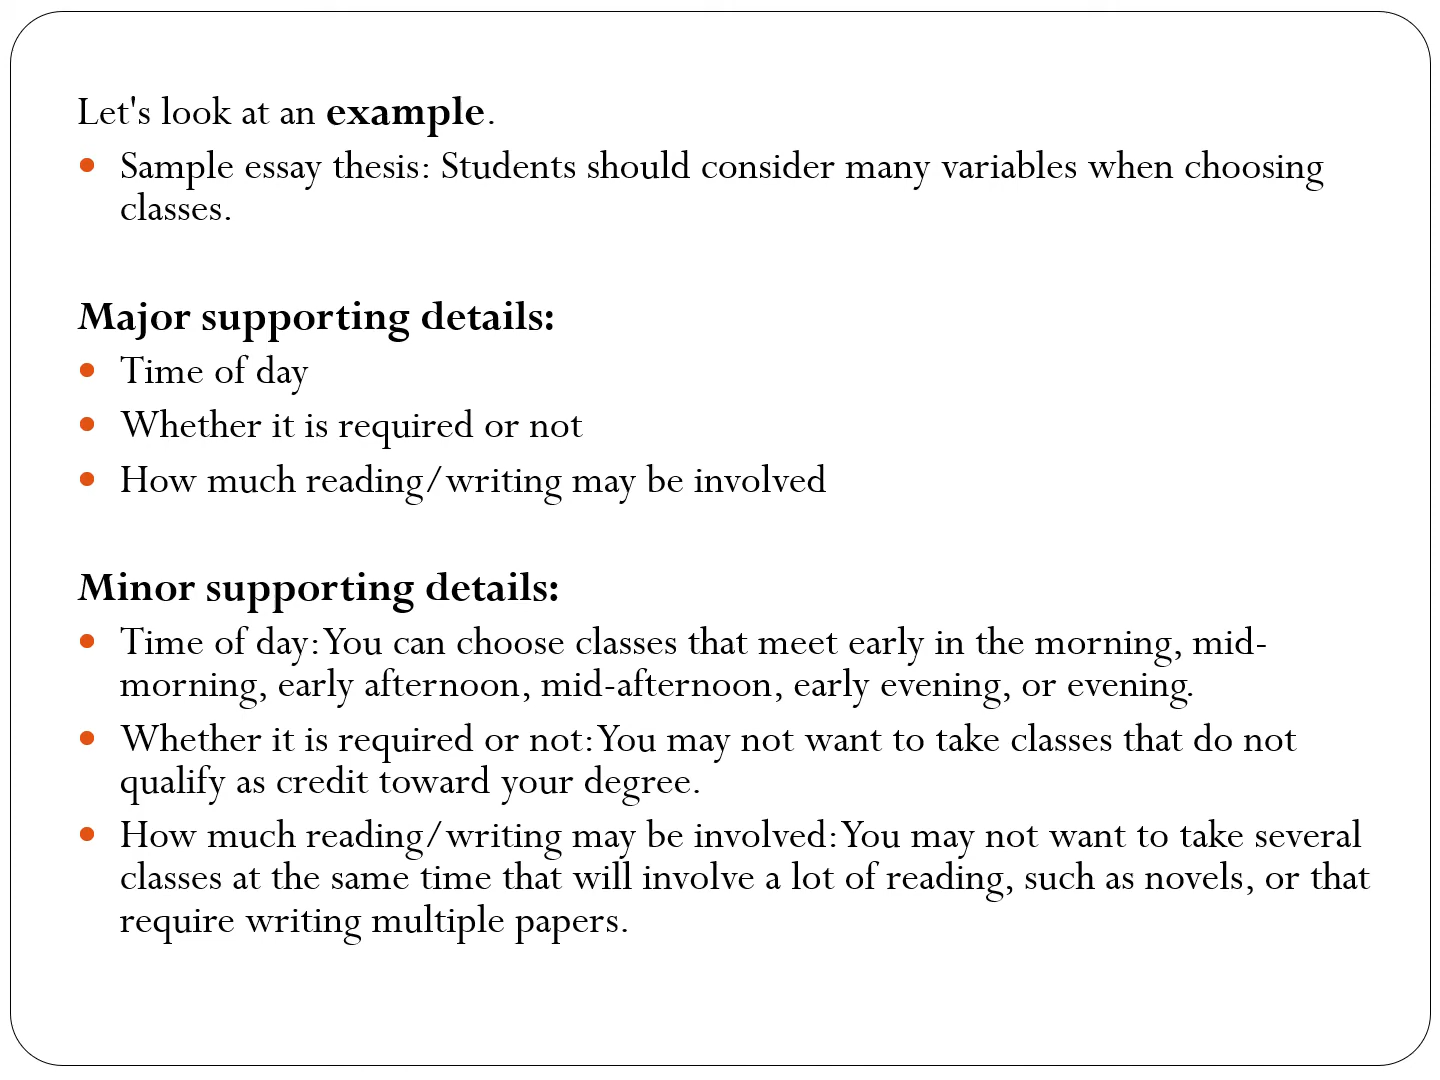 Let's look at an example.
• Sample essay thesis: Students should consider many variables when choosing
classes.
Major supporting details:
• Time of day
• Whether it is required or not
• How much reading/writing may be involved
Minor supporting details:
• Time of day: You can choose classes that meet early in the morning, mid-
morning, early afternoon, mid-afternoon, early evening, or evening.
• Whether it is required or not: You may not want to take classes that do not
qualify as credit toward your degree.
• How much reading/writing may be involved: You may not want to take several
classes at the same time that will involve a lot of reading, such as novels, or that
require writing multiple papers.